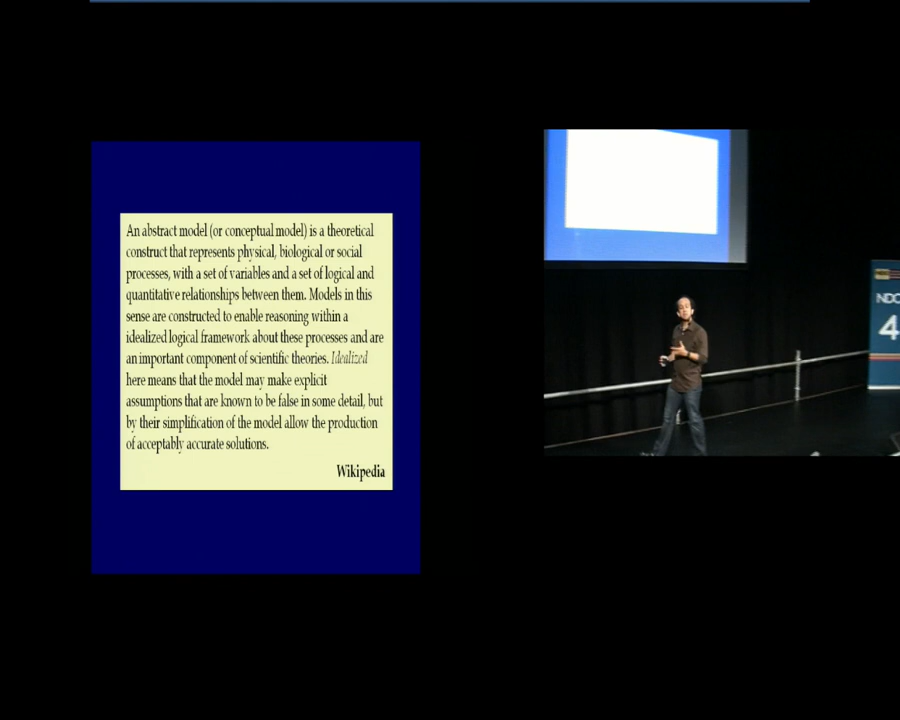 An abstract model (or conceptual model) is a theoretical
construct that represents physical, biological or social
processes, with a set of variables and a set of logical and
quantitative relationships between them. Models in this
sense are constructed to enable reasoning within a
idealized logical framework about these processes and are
an important component of scientific theories. Idealized
here means that the model may make explicit
assumptions that are known to be false in some detail, but
by their simplification of the model allow the production
of acceptably accurate solutions.
Wikipedia
NDC
4